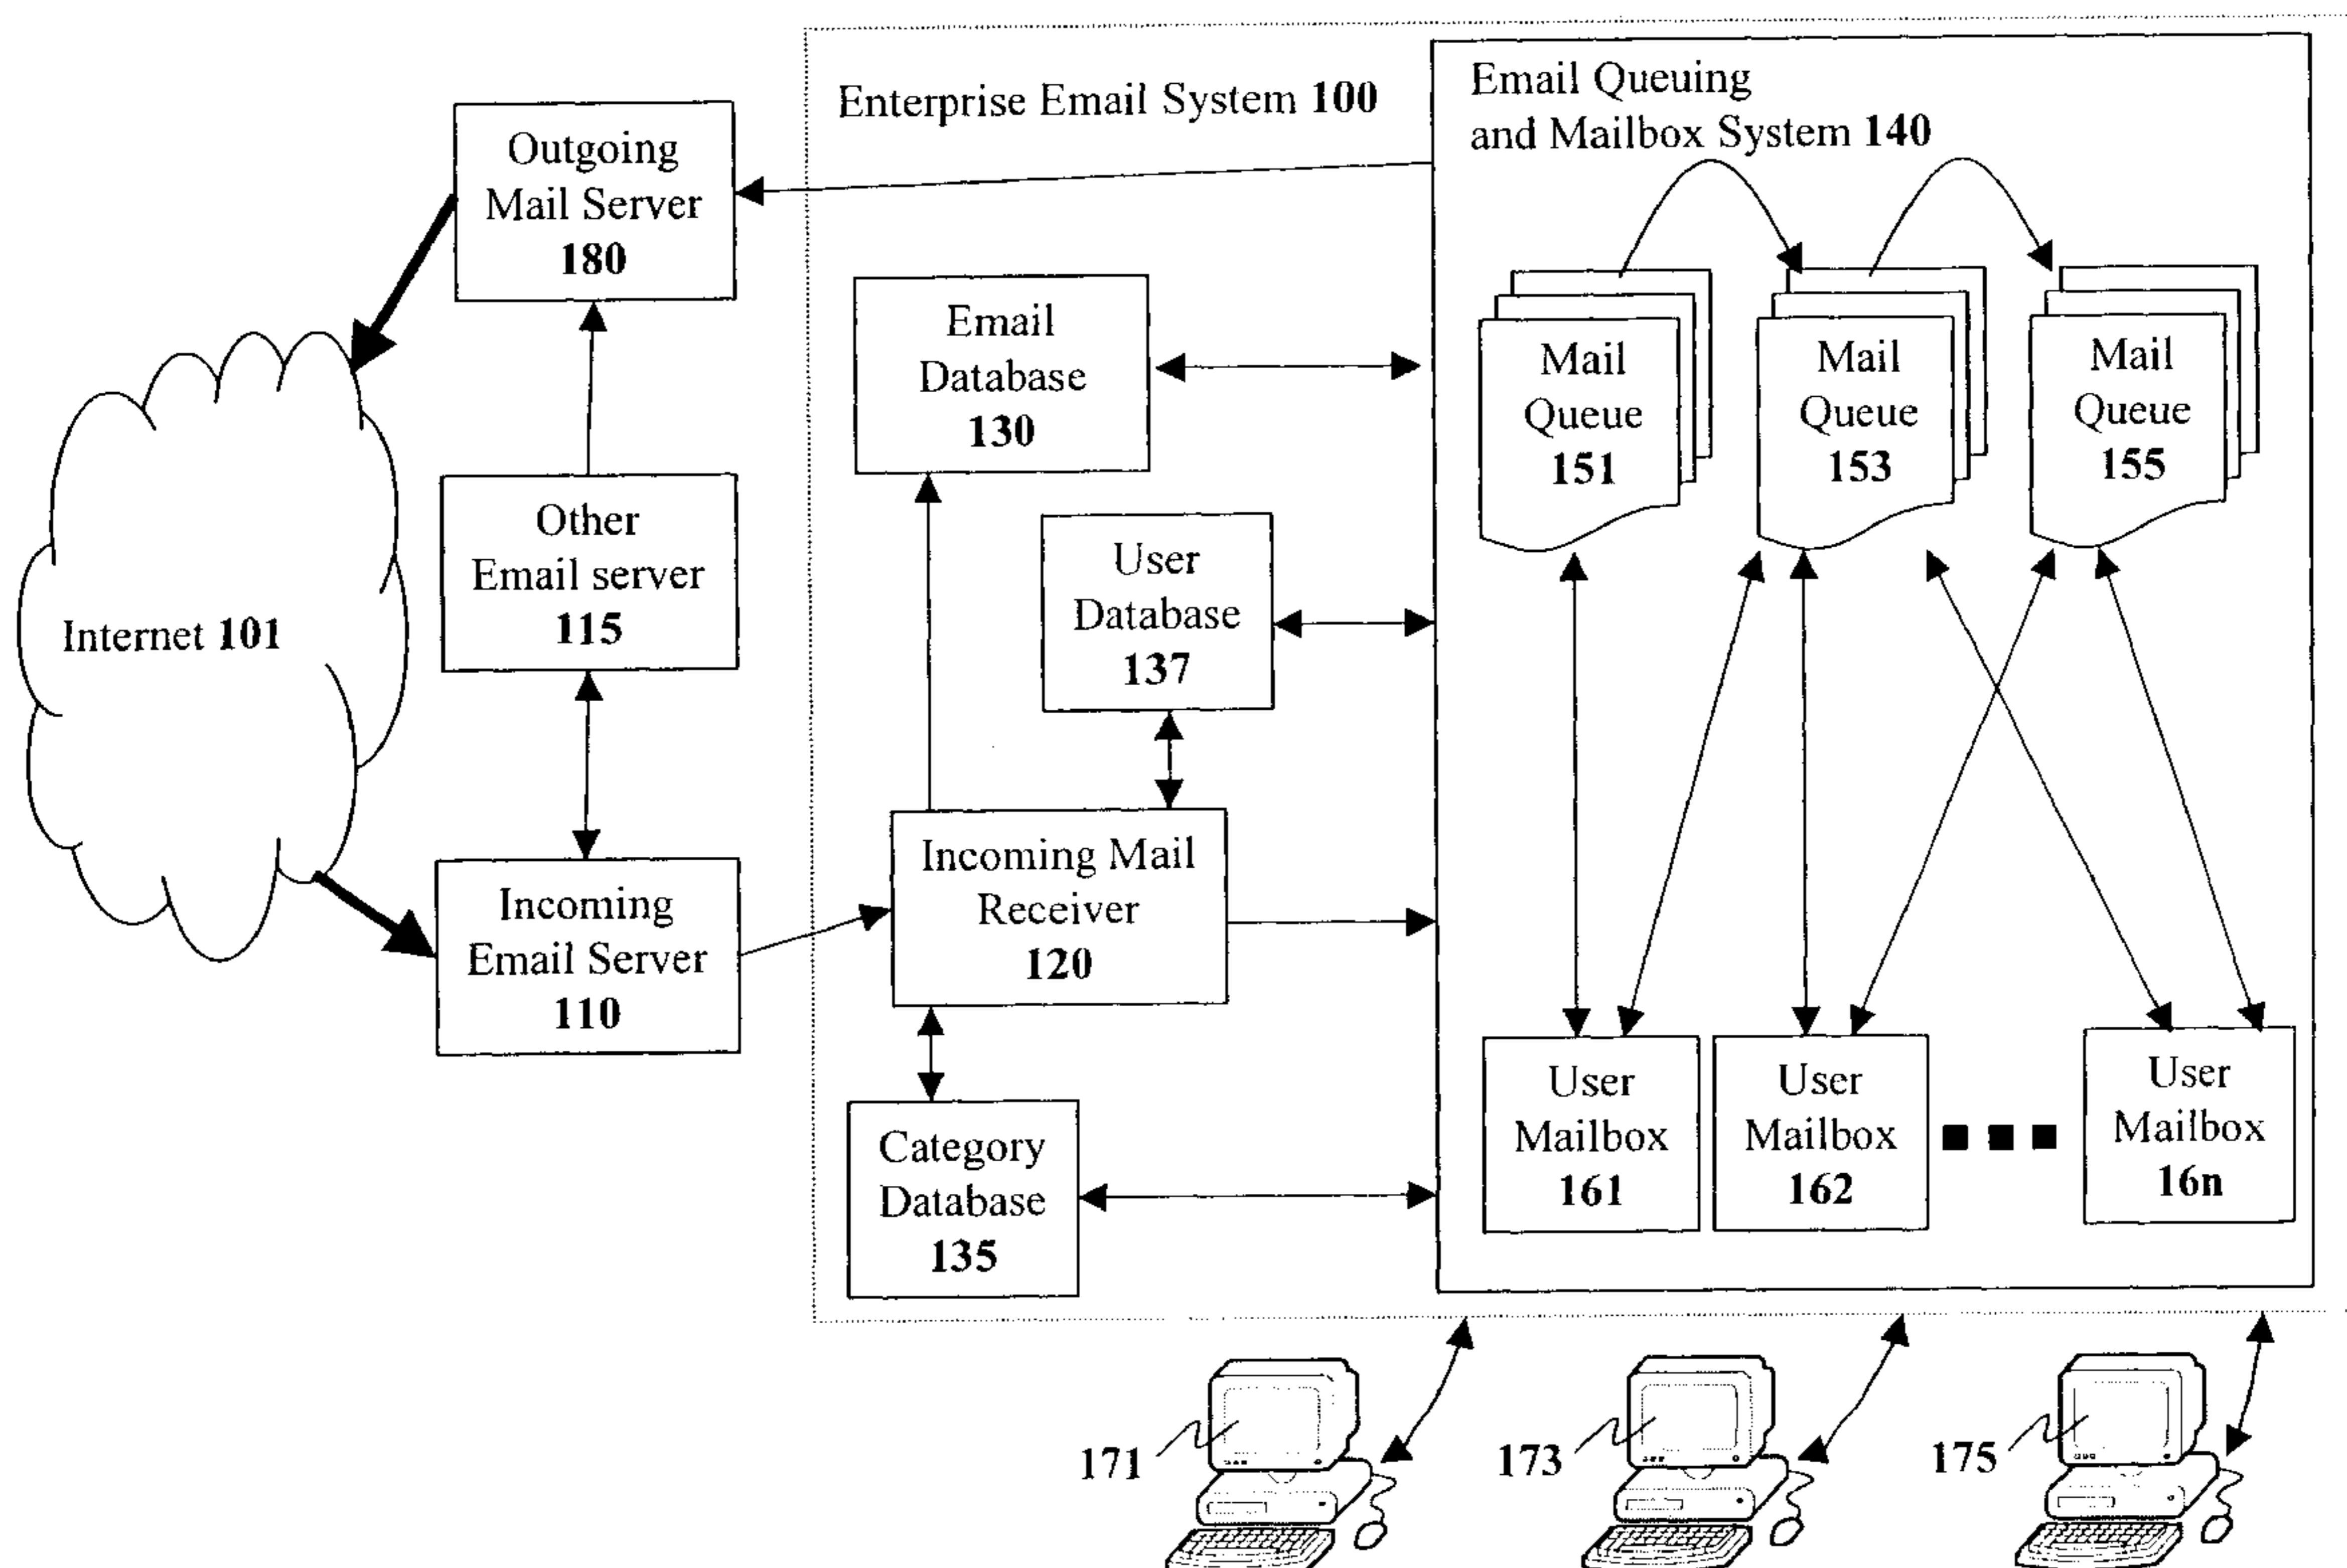 Enterprise Email System 100
Email Queuing
and Mailbox System 140
Outgoing
Mail Server
180
Email
Database
130
Mail
Queue
151
Mail
Queue
153
Mail
Queue
155
Other
Email server
115
User
Database
137
Internet 101
Incoming
Email Server
110
Incoming Mail
Receiver
120
Category
Database
135
User
Mailbox
161
User
Mailbox
162
User
Mailbox
16n
171
173
175